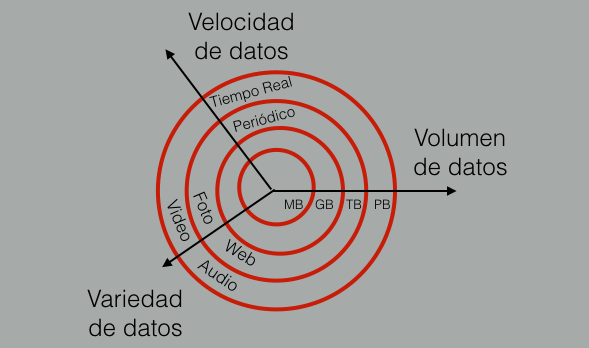 Velocidad
de datos
Tiempo Real
Periódico
Volumen
de datos
MB GB TB PB
Foto
Video
Web
Audio
Variedad
de datos